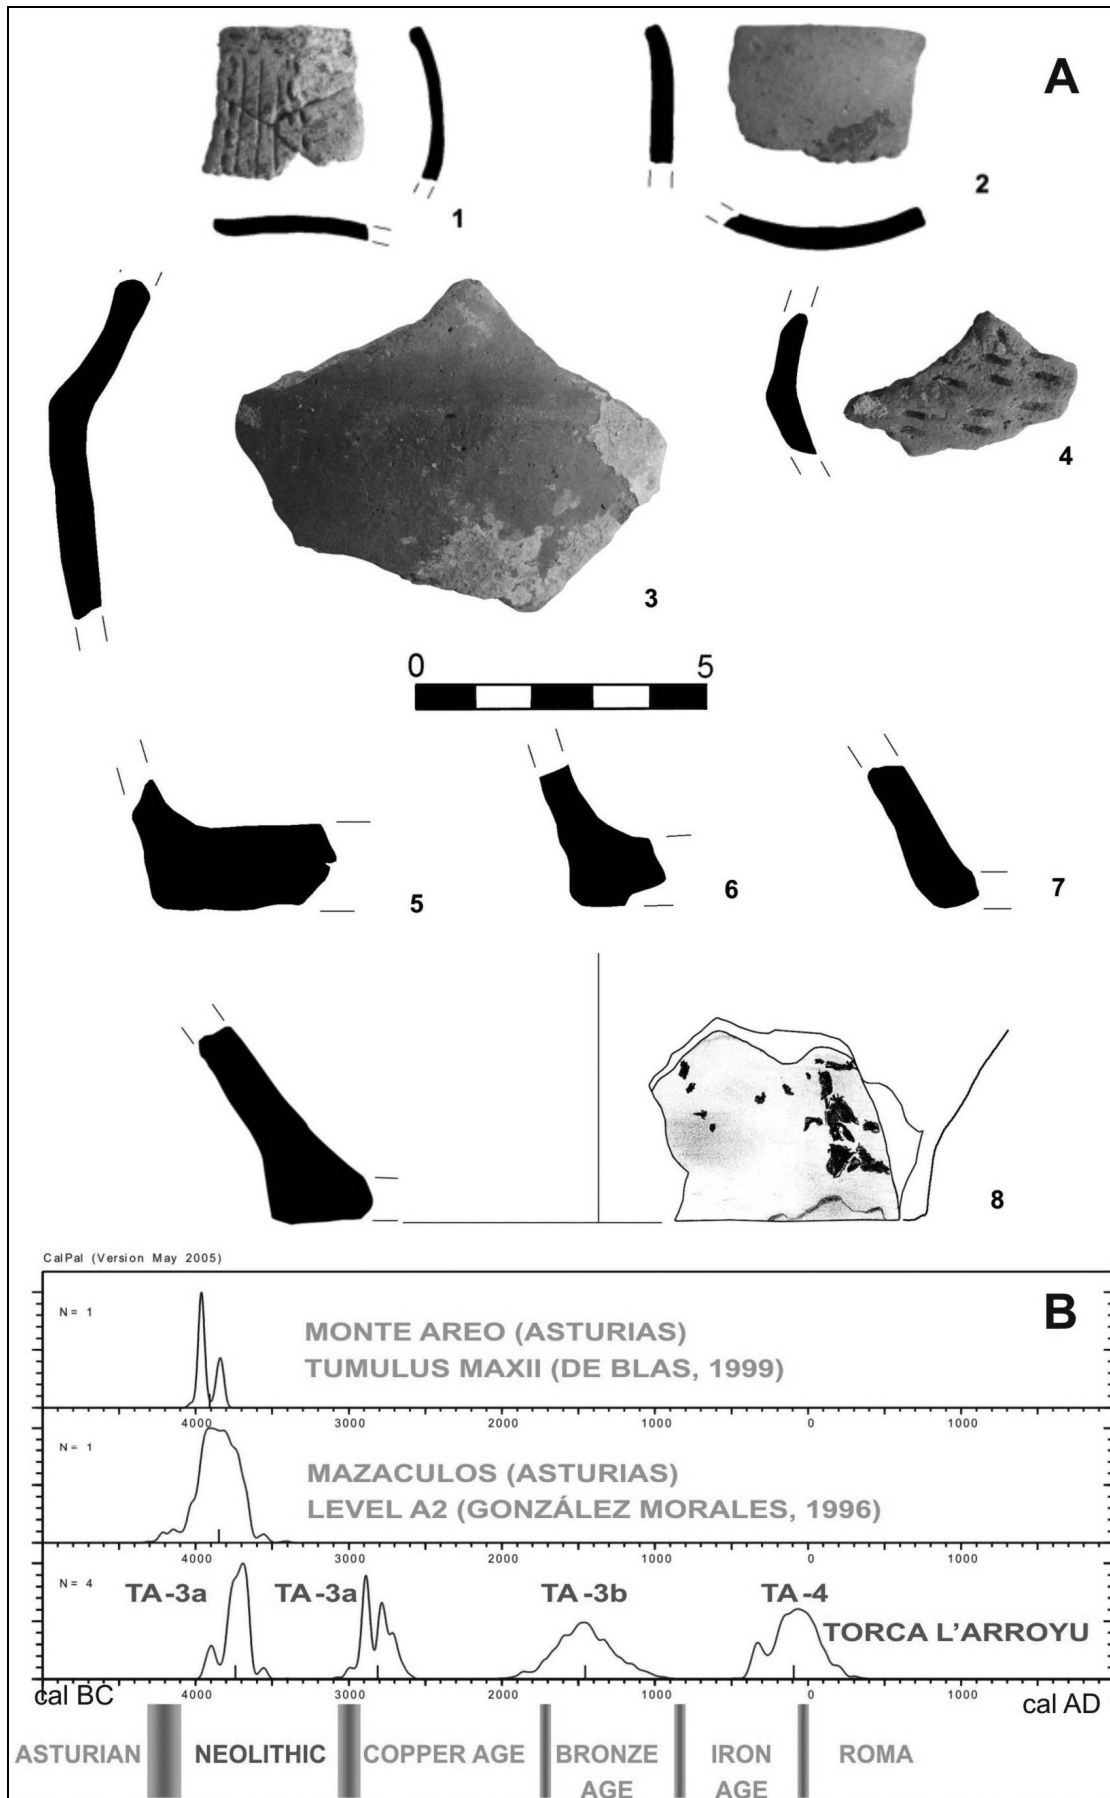 A
1
2
3
4
0 5
5
6
7
8
CalPal (Version May 2005)
B
N= 1
MONTE AREO (ASTURIAS)
TUMULUS MAXII (DE BLAS, 1999)
4000 3000 2000 1000 0 1000
N= 1
MAZACULOS (ASTURIAS)
LEVEL A2 (GONZÁLEZ MORALES, 1996)
4000 3000 2000 1000 0 1000
N= 4
TA-3a TA-3a TA-3b TA-4
TORCA L'ARROYU
cal BC 4000 3000 2000 1000 0 1000 cal AD
ASTURIAN NEOLITHIC COPPER AGE BRONZE AGE IRON AGE ROMA